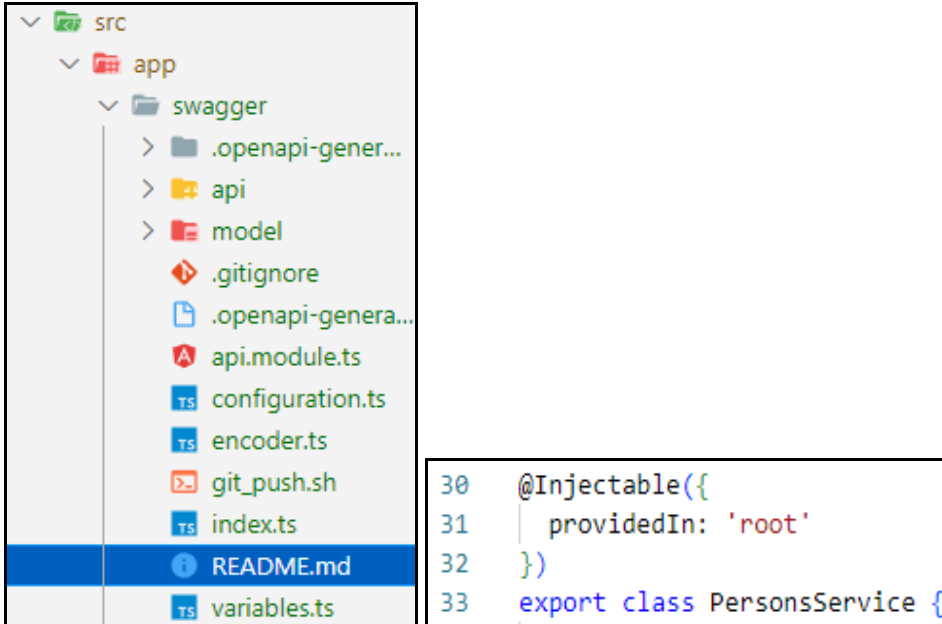 src
app
swagger
.openapi-gener...
api
model
.gitignore
.openapi-genera...
api.module.ts
configuration.ts
encoder.ts
git_push.sh
index.ts
README.md
variables.ts
30 @Injectable({
31 providedIn: 'root'
32 })
33 export class PersonsService {